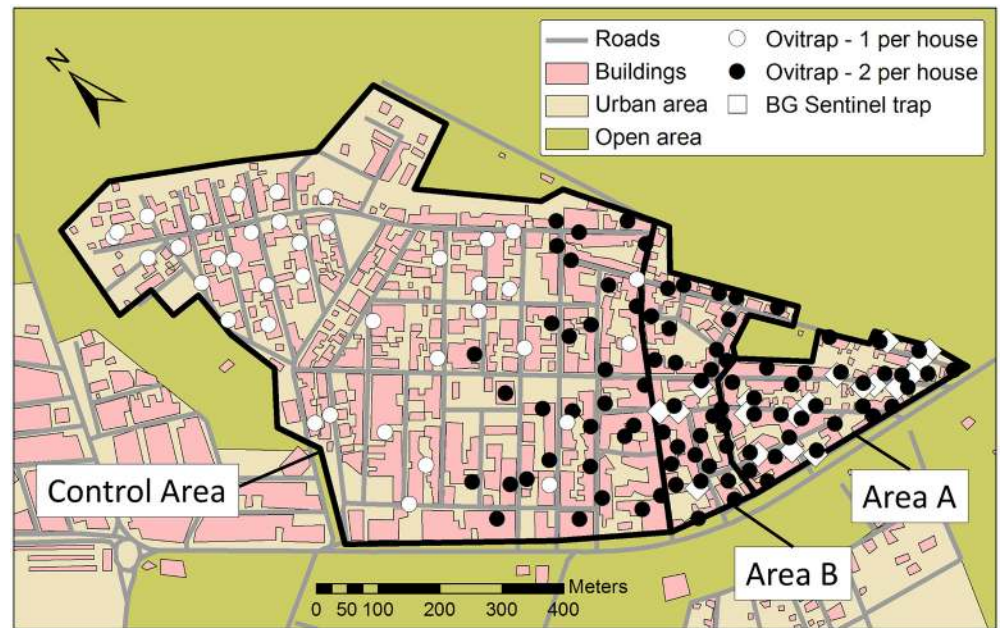 N
Roads
Buildings
Urban area
Open area
Ovitrap - 1 per house
Ovitrap - 2 per house
BG Sentinel trap
Control Area
Area A
Area B
Meters
0 50 100 200 300 400